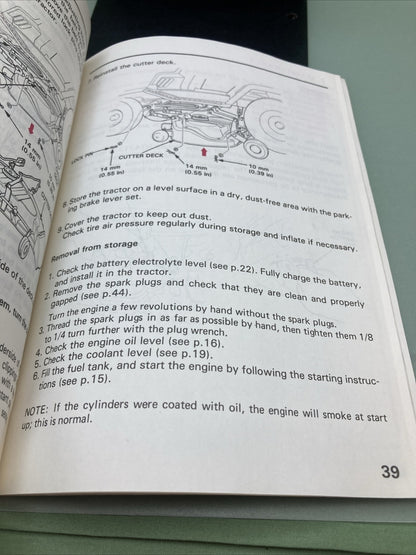 7. Reinstall the cutter deck.
LOCK PIN
14 mm
(0.55 in)
CUTTER DECK
14 mm
(0.55 in)
10 mm
(0.39 in)
8. Store the tractor on a level surface in a dry, dust-free area with the park-
ing brake lever set.
9. Cover the tractor to keep out dust.
Check tire air pressure regularly during storage and inflate if necessary.
Removal from storage
1. Check the battery electrolyte level (see p.22). Fully charge the battery,
and install it in the tractor.
2. Remove the spark plugs and check that they are clean and properly
gapped (see p.44).
Turn the engine a few revolutions by hand without the spark plugs.
3. Thread the spark plugs in as far as possible by hand, then tighten them 1/8
to 1/4 turn further with the plug wrench.
4. Check the engine oil level (see p.16).
5. Check the coolant level (see p.19).
6. Fill the fuel tank, and start the engine by following the starting instruc-
tions (see p.15).
NOTE: If the cylinders were coated with oil, the engine will smoke at start
up; this is normal.
39